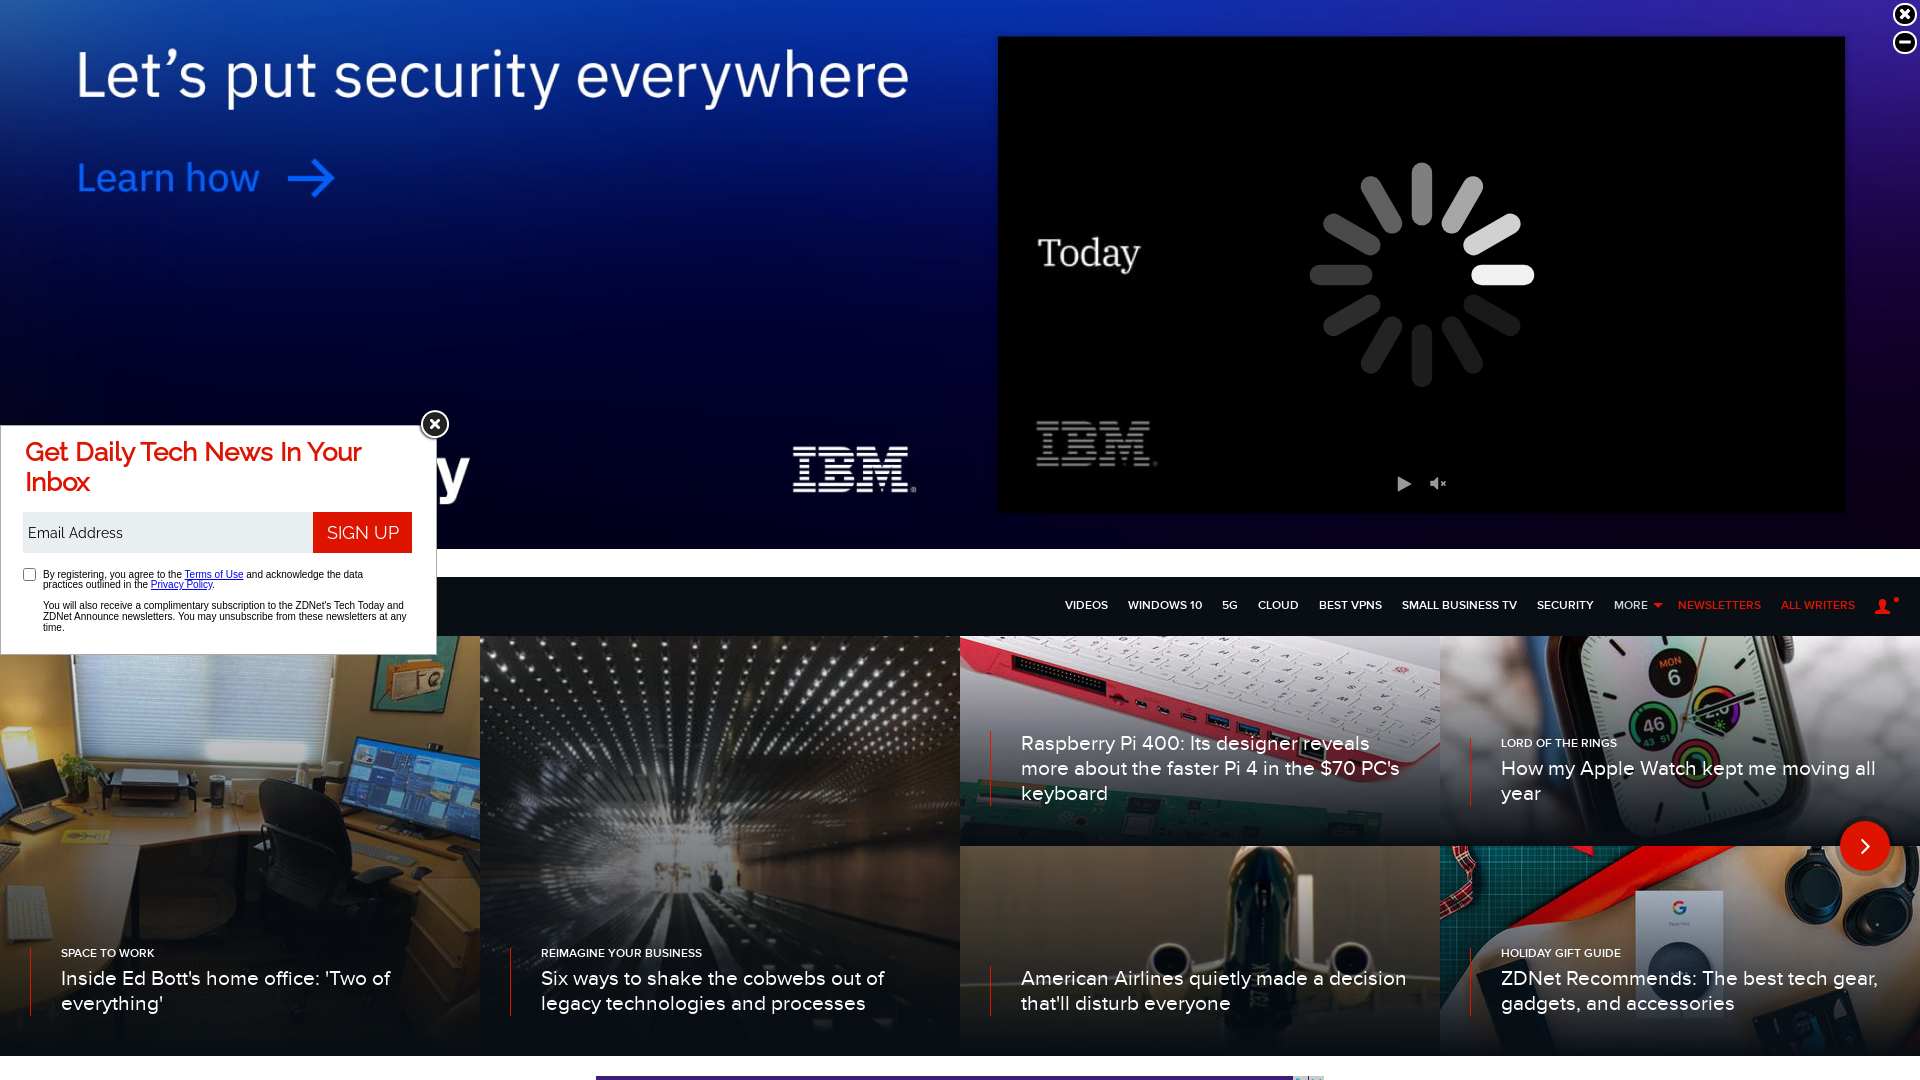 Let's put security everywhere
Learn how
Today
IBM
y
IBM
Get Daily Tech News In Your
Inbox
Email Address
SIGN UP
By registering, you agree to the Terms of Use and acknowledge the data
practices outlined in the Privacy Policy.
You will also receive a complimentary subscription to the ZDNet's Tech Today and
ZDNet Announce newsletters. You may unsubscribe from these newsletters at any
time.
VIDEOS WINDOWS 10 5G CLOUD BEST VPNS SMALL BUSINESS TV SECURITY MORE NEWSLETTERS ALL WRITERS
Raspberry Pi 400: Its designer reveals
more about the faster Pi 4 in the $70 PC's
keyboard
MON
6
46
LORD OF THE RINGS
How my Apple Watch kept me moving all
year
SPACE TO WORK
Inside Ed Bott's home office: 'Two of
everything'
REIMAGINE YOUR BUSINESS
Six ways to shake the cobwebs out of
legacy technologies and processes
American Airlines quietly made a decision
that'll disturb everyone
HOLIDAY GIFT GUIDE
ZDNet Recommends: The best tech gear,
gadgets, and accessories